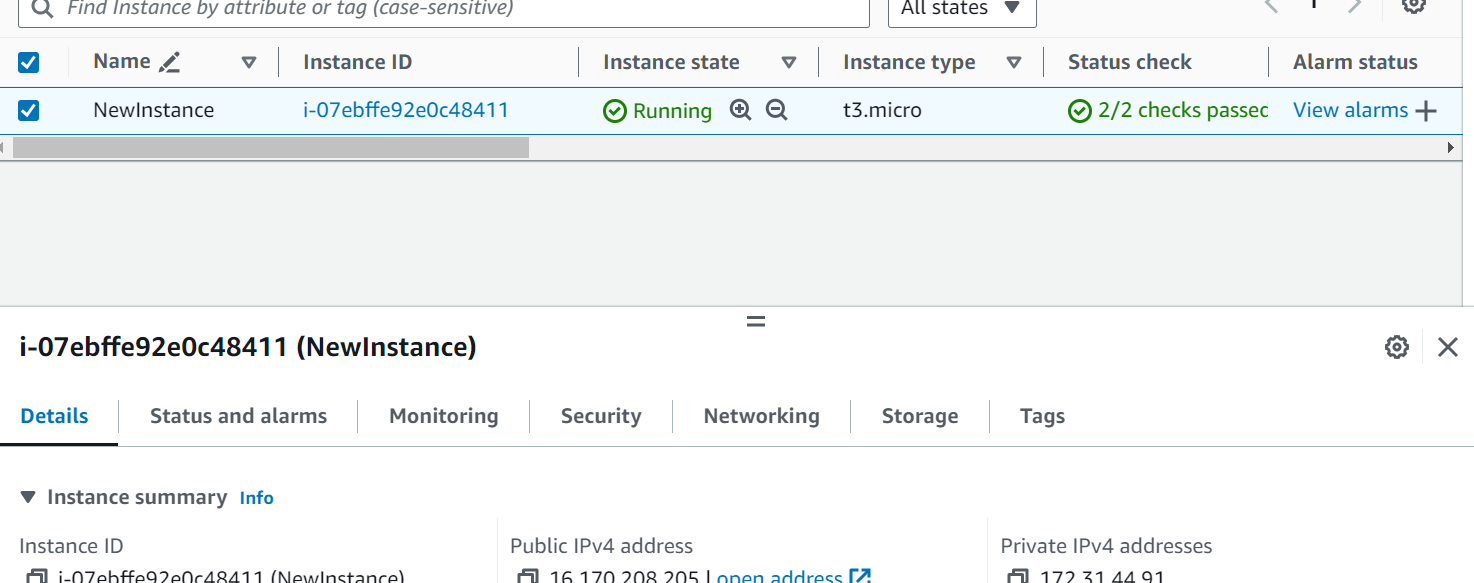 Find Instance by attribute or tag (case-sensitive)
All states
1
Name
Instance ID
Instance state
Instance type
Status check
Alarm status
NewInstance
i-07ebffe92e0c48411
Running
t3.micro
2/2 checks passec
View alarms
i-07ebffe92e0c48411 (NewInstance)
Details
Status and alarms
Monitoring
Security
Networking
Storage
Tags
Instance summary Info
Instance ID
Public IPv4 address
Private IPv4 addresses
i-07ebffe92e0c48411 (NewInstance)
16.170.208.205 | open address
172.31.44.91